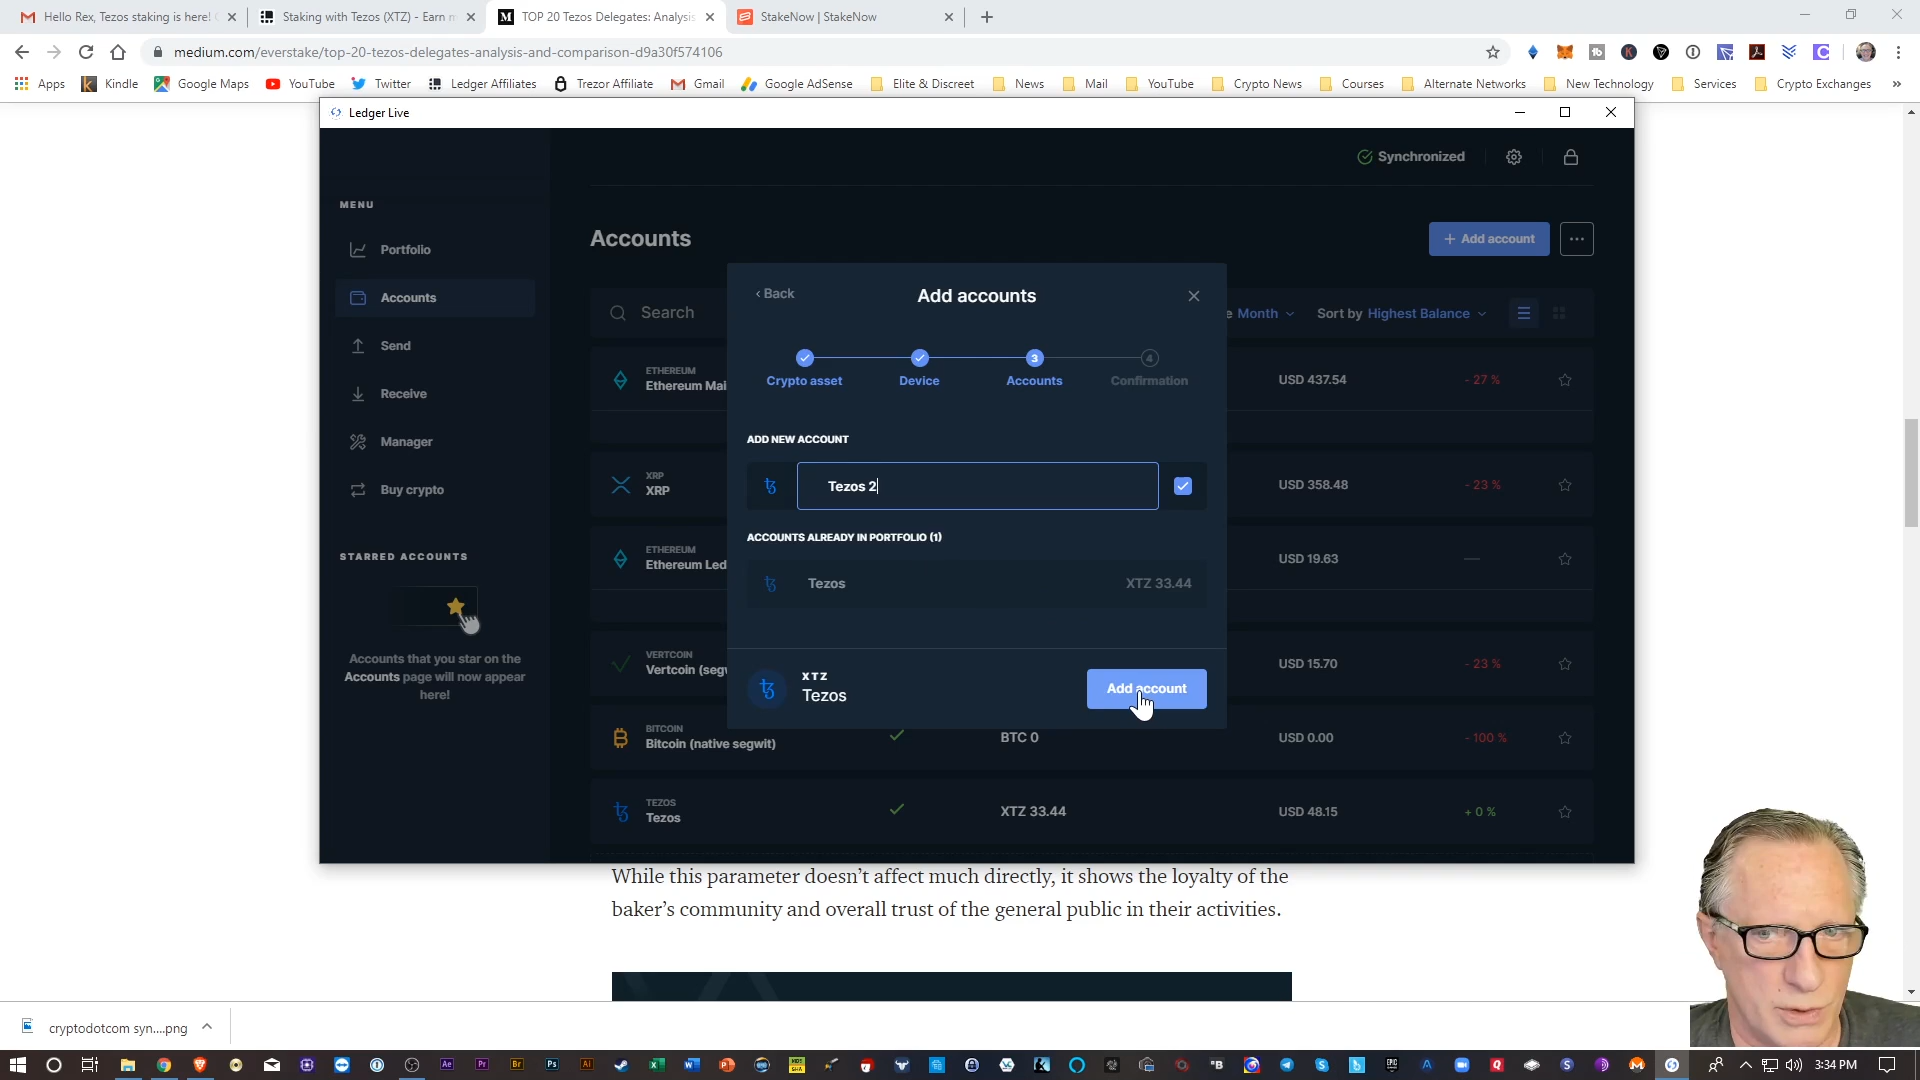 Hello Rex, Tezos staking is here!
Staking with Tezos (XTZ) - Earn m
TOP 20 Tezos Delegates: Analysis
StakeNow | StakeNow
medium.com/everstake/top-20-tezos-delegates-analysis-and-comparison-d9a30f574106
Apps
Kindle
Google Maps
YouTube
Twitter
Ledger Affiliates
Trezor Affiliate
Gmail
Google AdSense
Elite & Discreet
News
Mail
YouTube
Crypto News
Courses
Alternate Networks
New Technology
Services
Crypto Exchanges
»
Ledger Live
Synchronized
MENU
Portfolio
Accounts
Send
Receive
Manager
Buy crypto
STARRED ACCOUNTS
Accounts that you star on the
Accounts page will now appear
here!
Accounts
+ Add account
Search
e Month
Sort by Highest Balance
ETHEREUM
Ethereum Mai
USD 437.54
- 27 %
XRP
XRP
USD 358.48
- 23 %
ETHEREUM
Ethereum Led
USD 19.63
—
VERTCOIN
Vertcoin (segw
USD 15.70
- 23 %
BITCOIN
Bitcoin (native segwit)
BTC 0
USD 0.00
- 100 %
TEZOS
Tezos
XTZ 33.44
USD 48.15
+ 0 %
‹ Back
Add accounts
Crypto asset
Device
3
Accounts
4
Confirmation
ADD NEW ACCOUNT
Tezos 2
ACCOUNTS ALREADY IN PORTFOLIO (1)
Tezos
XTZ 33.44
XTZ
Tezos
Add account
While this parameter doesn't affect much directly, it shows the loyalty of the
baker's community and overall trust of the general public in their activities.
cryptodotcom syn....png
3:34 PM